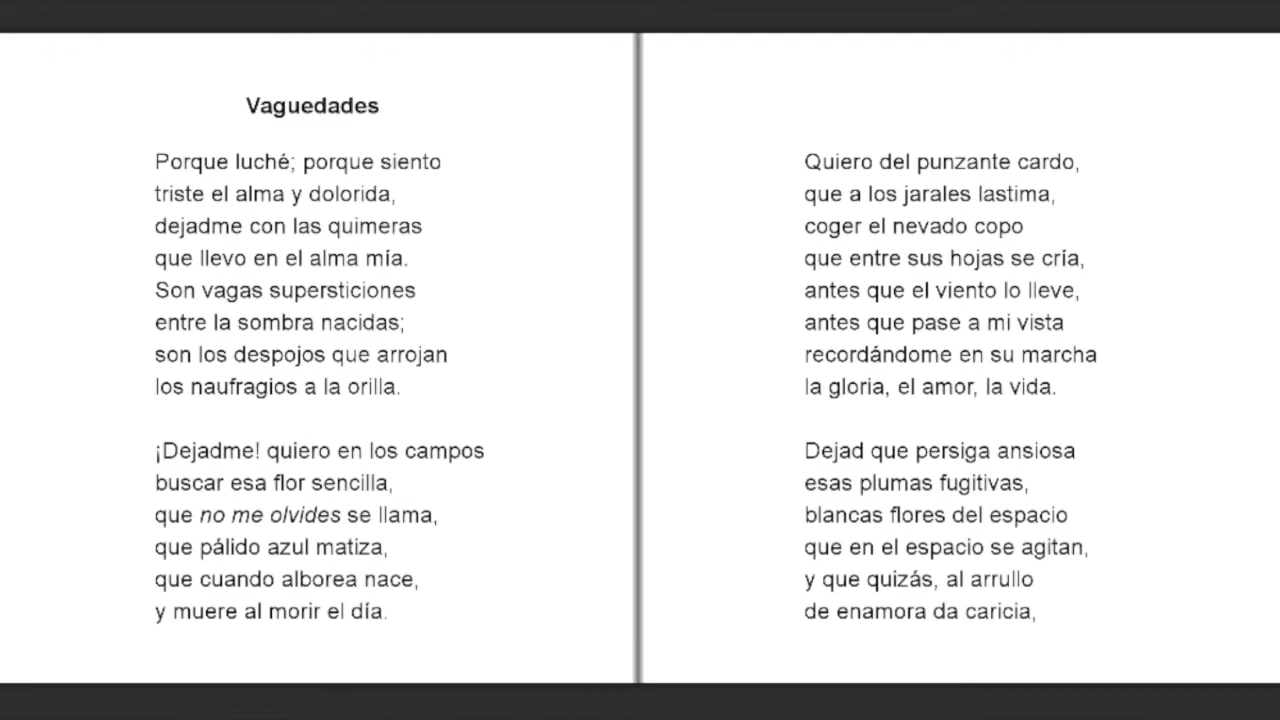 Vaguedades
Porque luché; porque siento
triste el alma y dolorida,
dejadme con las quimeras
que llevo en el alma mía.
Son vagas supersticiones
entre la sombra nacidas;
son los despojos que arrojan
los naufragios a la orilla.
¡Dejadme! quiero en los campos
buscar esa flor sencilla,
que no me olvides se llama,
que pálido azul matiza,
que cuando alborea nace,
y muere al morir el día.
Quiero del punzante cardo,
que a los jarales lastima,
coger el nevado copo
que entre sus hojas se cría,
antes que el viento lo lleve,
antes que pase a mi vista
recordándome en su marcha
la gloria, el amor, la vida.
Dejad que persiga ansiosa
esas plumas fugitivas,
blancas flores del espacio
que en el espacio se agitan,
y que quizás, al arrullo
de enamora da caricia,